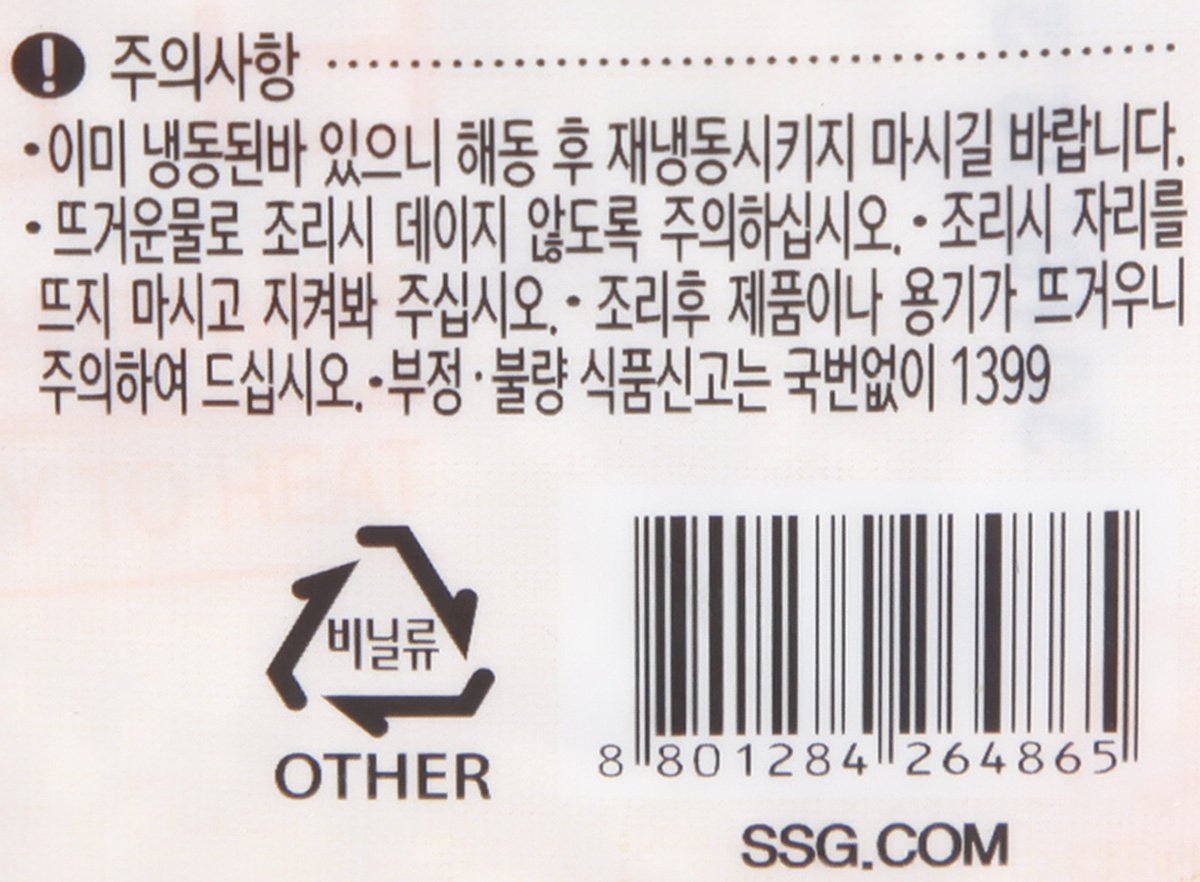 ! 주의사항
•이미 냉동된바 있으니 해동 후 재냉동시키지 마시길 바랍니다.
• 뜨거운물로 조리시 데이지 않도록 주의하십시오. • 조리시 자리를
뜨지 마시고 지켜봐 주십시오. • 조리후 제품이나 용기가 뜨거우니
주의하여 드십시오. •부정 · 불량 식품신고는 국번없이 1399
비닐류
OTHER
8 801284 264865
SSG.COM